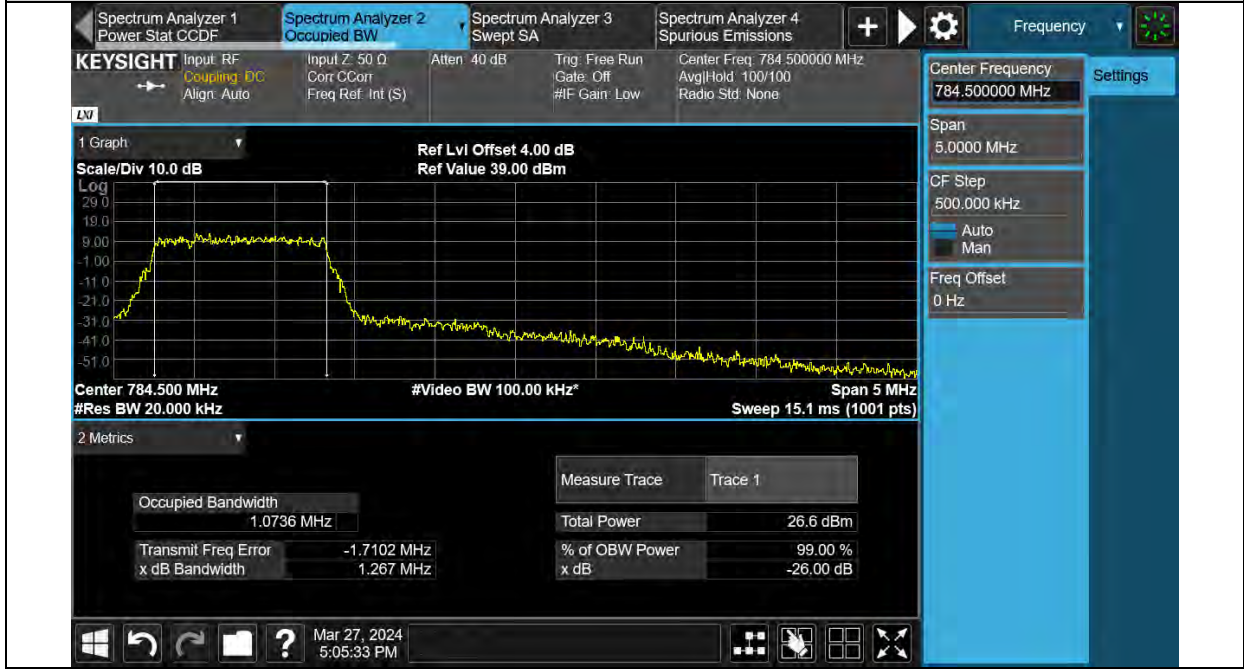 Spectrum Analyzer 1
Power Stat CCDF
Spectrum Analyzer 2
Occupied BW
Spectrum Analyzer 3
Swept SA
Spectrum Analyzer 4
Spurious Emissions
Frequency
KEYSIGHT
Input: RF
Coupling: DC
Align: Auto
Input Z: 50 Ω
Corr CCorr
Freq Ref: Int (S)
Atten: 40 dB
Trig: Free Run
Gate: Off
#IF Gain: Low
Center Freq: 784.500000 MHz
Avg|Hold: 100/100
Radio Std: None
LXI
Center Frequency
784.500000 MHz
Settings
Span
5.0000 MHz
CF Step
500.000 kHz
Auto
Man
Freq Offset
0 Hz
1 Graph
Scale/Div 10.0 dB
Ref Lvl Offset 4.00 dB
Ref Value 39.00 dBm
Log
29.0
19.0
9.00
-1.00
-11.0
-21.0
-31.0
-41.0
-51.0
Center 784.500 MHz
#Video BW 100.00 kHz*
Span 5 MHz
#Res BW 20.000 kHz
Sweep 15.1 ms (1001 pts)
2 Metrics
Measure Trace Trace 1
Occupied Bandwidth
1.0736 MHz
Total Power 26.6 dBm
Transmit Freq Error -1.7102 MHz
% of OBW Power 99.00 %
x dB Bandwidth 1.267 MHz
x dB -26.00 dB
?
Mar 27, 2024
5:05:33 PM